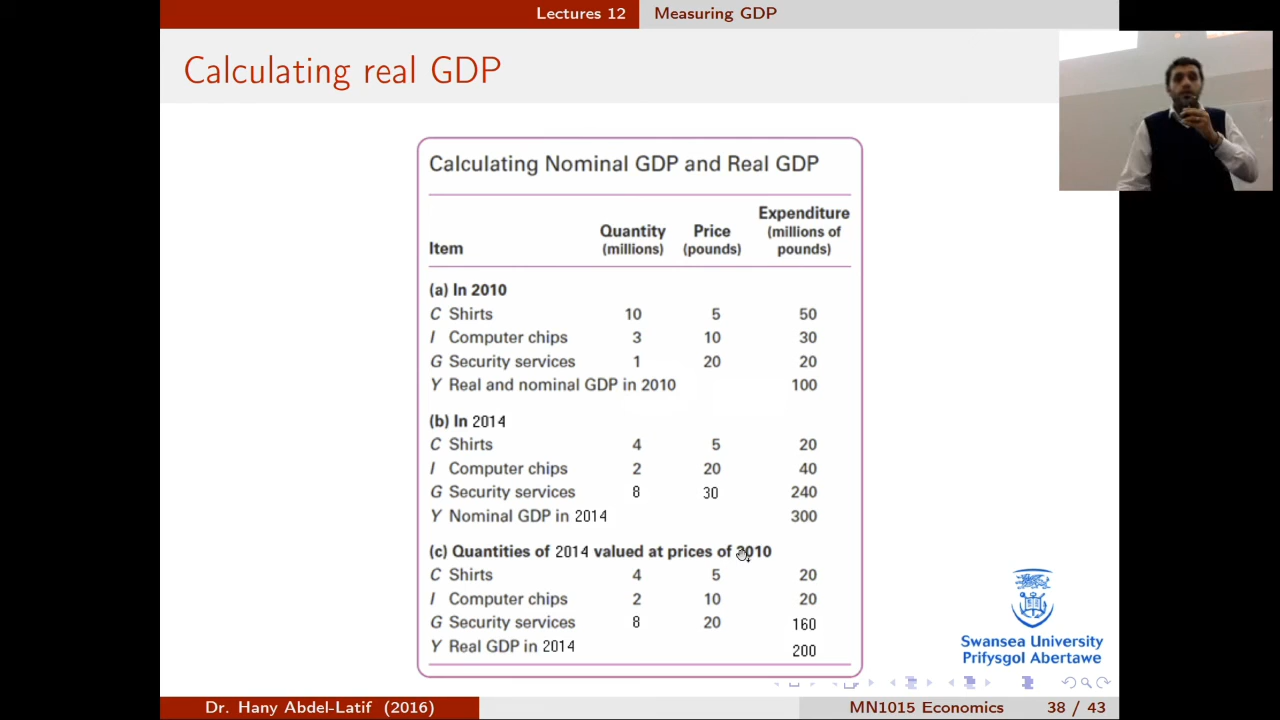 Lectures 12 Measuring GDP
Calculating real GDP
Calculating Nominal GDP and Real GDP
Item Quantity (millions) Price (pounds) Expenditure (millions of pounds)
(a) In 2010
C Shirts 10 5 50
I Computer chips 3 10 30
G Security services 1 20 20
Y Real and nominal GDP in 2010 100
(b) In 2014
C Shirts 4 5 20
I Computer chips 2 20 40
G Security services 8 30 240
Y Nominal GDP in 2014 300
(c) Quantities of 2014 valued at prices of 2010
C Shirts 4 5 20
I Computer chips 2 10 20
G Security services 8 20 160
Y Real GDP in 2014 200
Swansea University
Prifysgol Abertawe
Dr. Hany Abdel-Latif (2016) MN1015 Economics 38 / 43